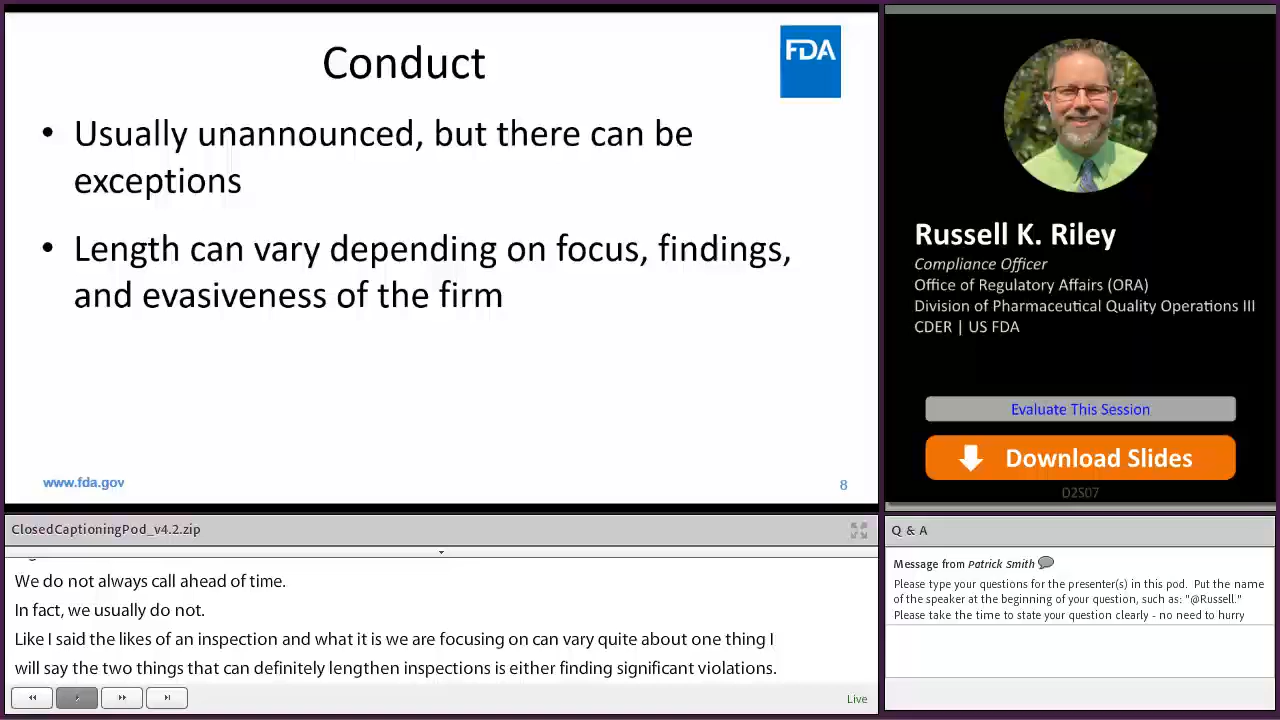 Conduct
FDA
• Usually unannounced, but there can be
exceptions
• Length can vary depending on focus, findings,
and evasiveness of the firm
www.fda.gov
8
Russell K. Riley
Compliance Officer
Office of Regulatory Affairs (ORA)
Division of Pharmaceutical Quality Operations III
CDER | US FDA
Evaluate This Session
Download Slides
D2S07
ClosedCaptioningPod_v4.2.zip
We do not always call ahead of time.
In fact, we usually do not.
Like I said the likes of an inspection and what it is we are focusing on can vary quite about one thing I
will say the two things that can definitely lengthen inspections is either finding significant violations.
Live
Q & A
Message from Patrick Smith
Please type your questions for the presenter(s) in this pod. Put the name
of the speaker at the beginning of your question, such as: "@Russell."
Please take the time to state your question clearly - no need to hurry